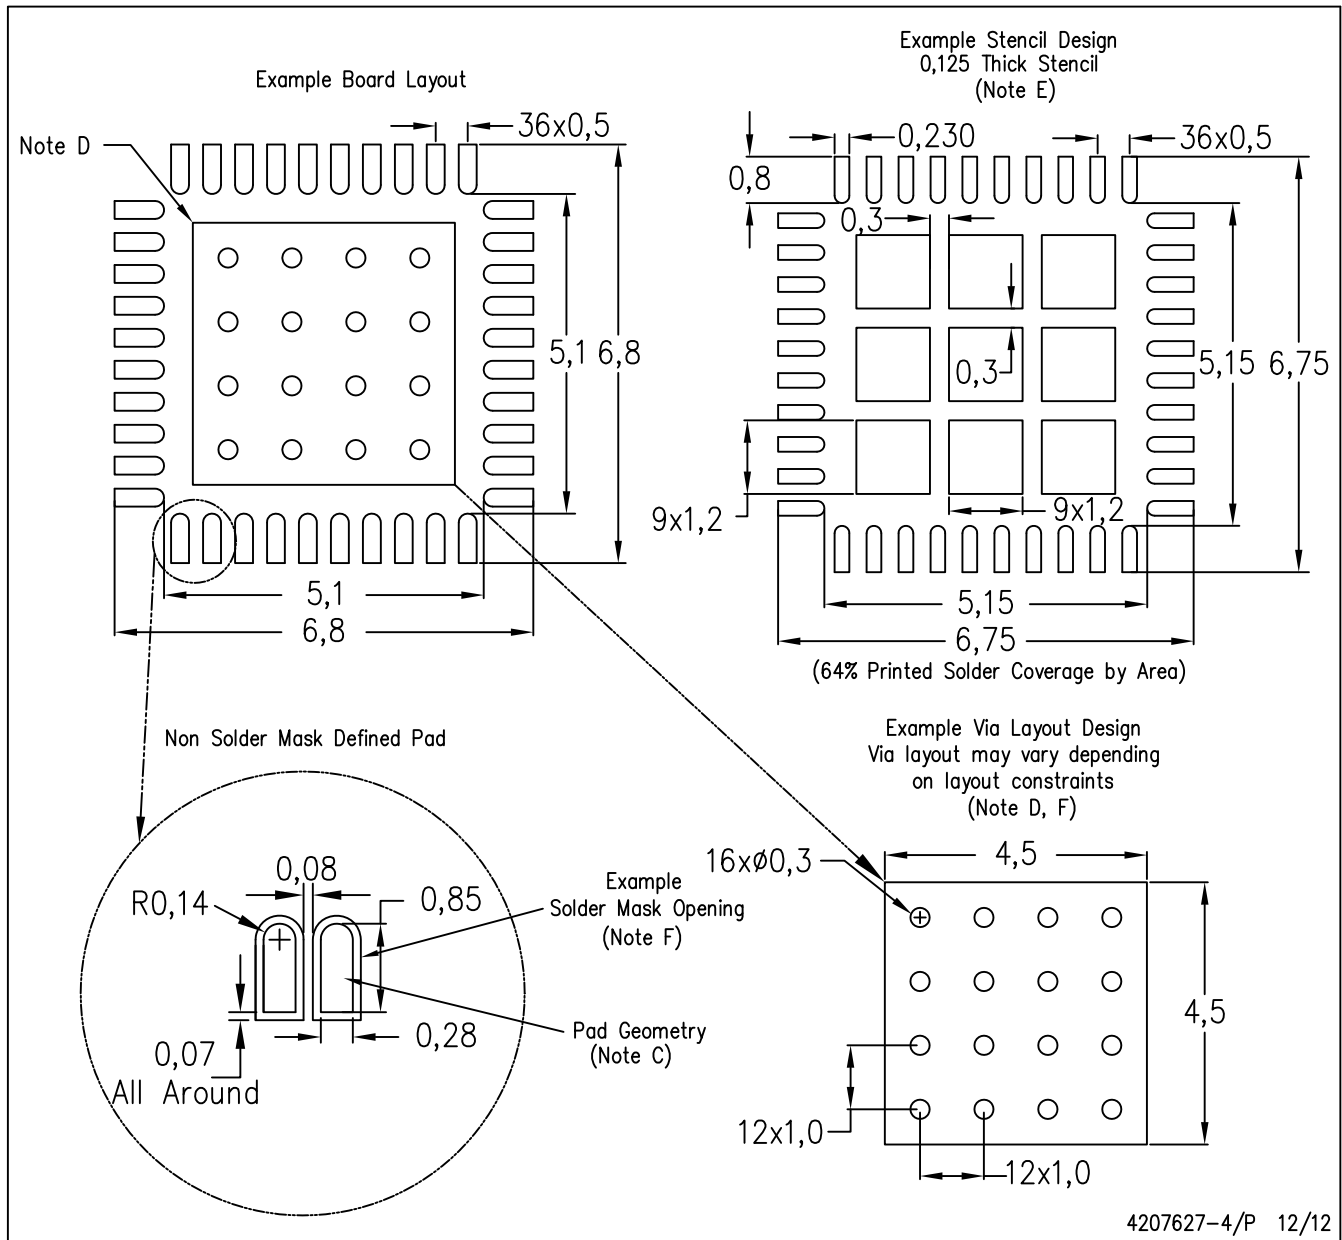 Example Board Layout
Note D
36x0,5
5,1
6,8
5,1
6,8
Example Stencil Design
0,125 Thick Stencil
(Note E)
0,230
36x0,5
0,8
0,3
0,3
5,15
6,75
9x1,2
9x1,2
5,15
6,75
(64% Printed Solder Coverage by Area)
Non Solder Mask Defined Pad
0,08
R0,14
0,85
Example
Solder Mask Opening
(Note F)
0,28
Pad Geometry
(Note C)
0,07
All Around
Example Via Layout Design
Via layout may vary depending
on layout constraints
(Note D, F)
16xø0,3
4,5
4,5
12x1,0
12x1,0
4207627-4/P 12/12